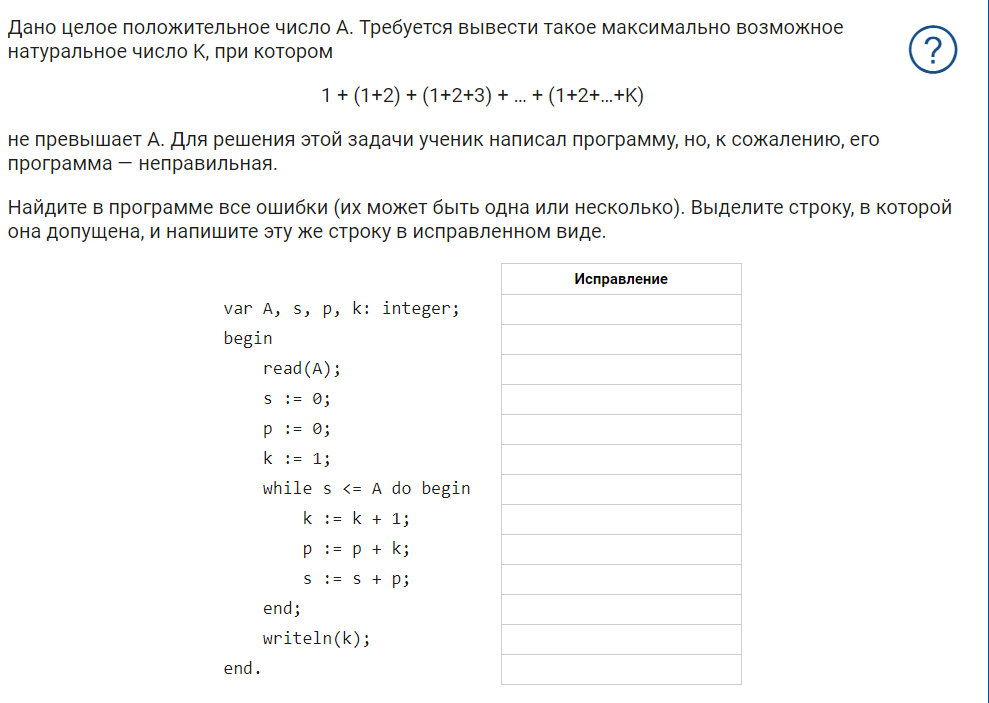 Дано целое положительное число A. Требуется вывести такое максимально возможное
натуральное число K, при котором
?
1 + (1+2) + (1+2+3) + … + (1+2+…+K)
не превышает A. Для решения этой задачи ученик написал программу, но, к сожалению, его
программа — неправильная.
Найдите в программе все ошибки (их может быть одна или несколько). Выделите строку, в которой
она допущена, и напишите эту же строку в исправленном виде.
Исправление
var A, s, p, k: integer;
begin
read(A);
s := 0;
p := 0;
k := 1;
while s <= A do begin
k := k + 1;
p := p + k;
s := s + p;
end;
writeln(k);
end.